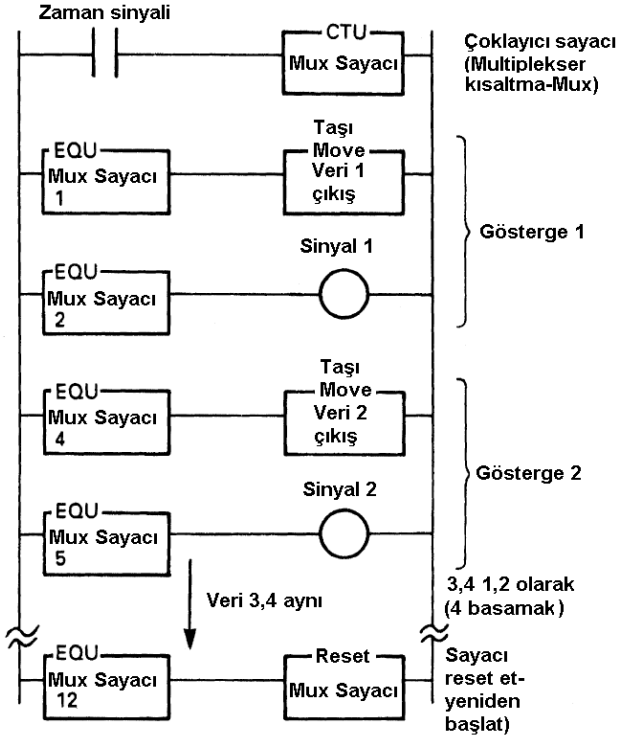 Zaman sinyali
CTU
Mux Sayacı
Çoklayıcı sayacı
(Multiplekser
kısaltma-Mux)
EQU
Mux Sayacı
1
Taşı
Move
Veri 1
çıkış
Gösterge 1
EQU
Mux Sayacı
2
Sinyal 1
EQU
Mux Sayacı
4
Taşı
Move
Veri 2
çıkış
Gösterge 2
EQU
Mux Sayacı
5
Sinyal 2
Veri 3,4 aynı
3,4 1,2 olarak
(4 basamak)
EQU
Mux Sayacı
12
Reset
Mux Sayacı
Sayacı
reset et-
yeniden
başlat)